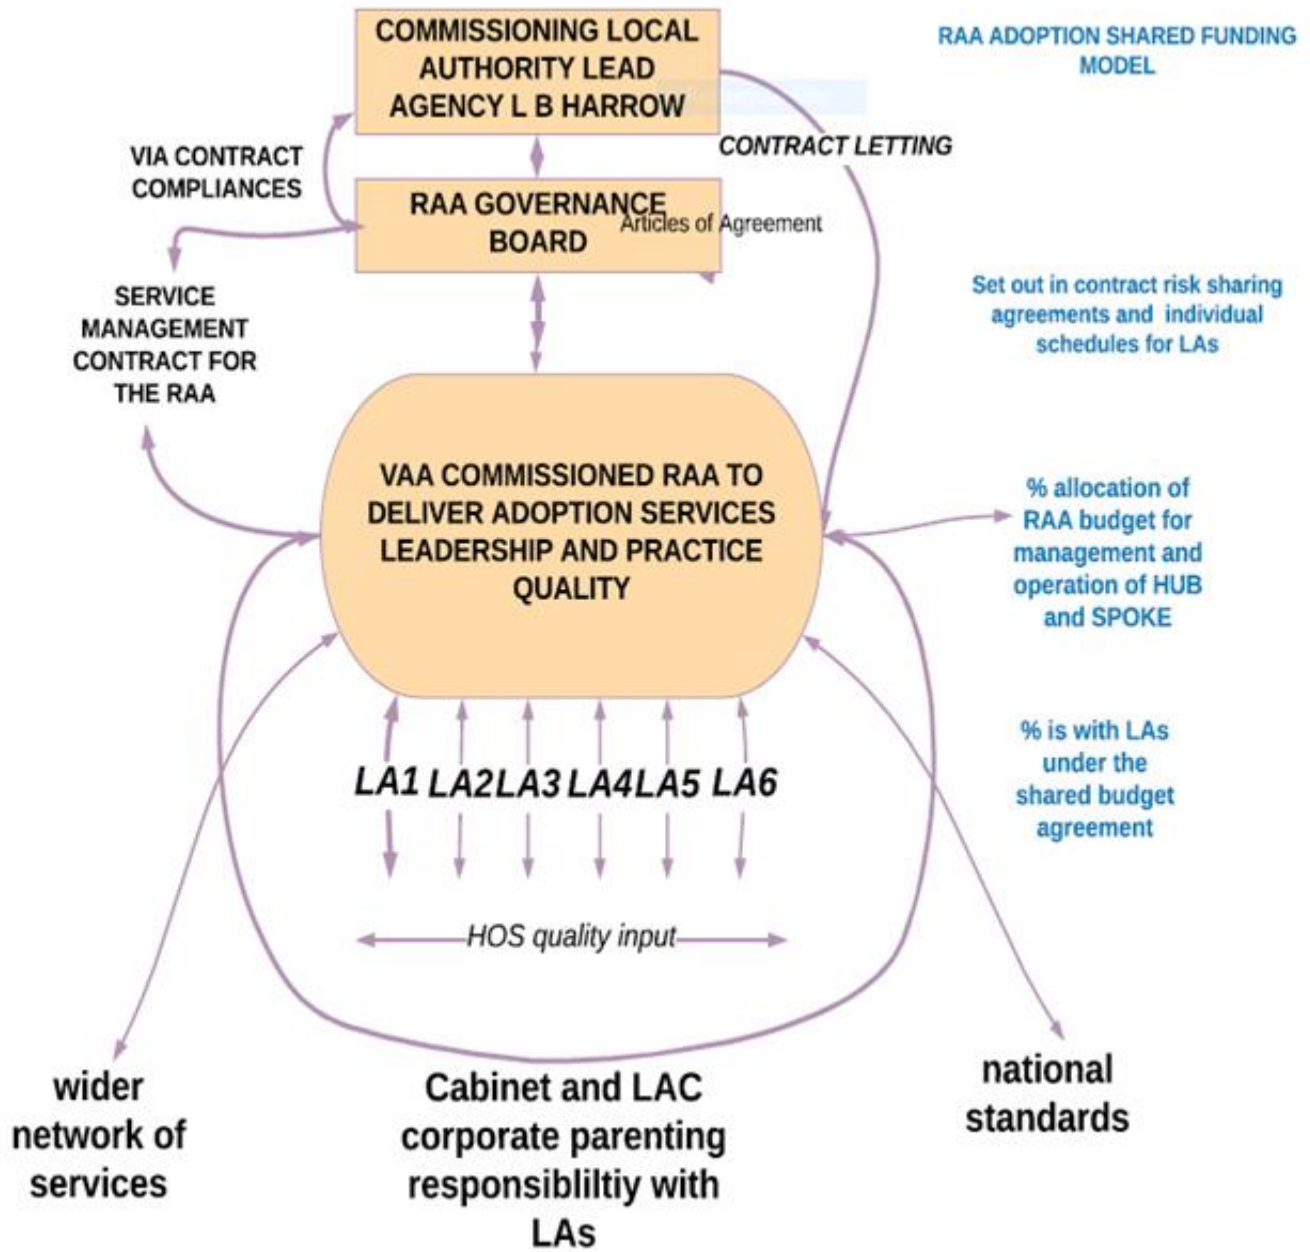 COMMISSIONING LOCAL
AUTHORITY LEAD
AGENCY L B HARROW
RAA ADOPTION SHARED FUNDING
MODEL
CONTRACT LETTING
VIA CONTRACT
COMPLIANCES
RAA GOVERNANCE
BOARD
Articles of Agreement
SERVICE
MANAGEMENT
CONTRACT FOR
THE RAA
Set out in contract risk sharing
agreements and individual
schedules for LAs
VAA COMMISSIONED RAA TO
DELIVER ADOPTION SERVICES
LEADERSHIP AND PRACTICE
QUALITY
% allocation of
RAA budget for
management and
operation of HUB
and SPOKE
% is with LAs
under the
shared budget
agreement
LA1 LA2 LA3 LA4 LA5 LA6
HOS quality input
wider
network of
services
Cabinet and LAC
corporate parenting
responsibliltiy with
LAs
national
standards